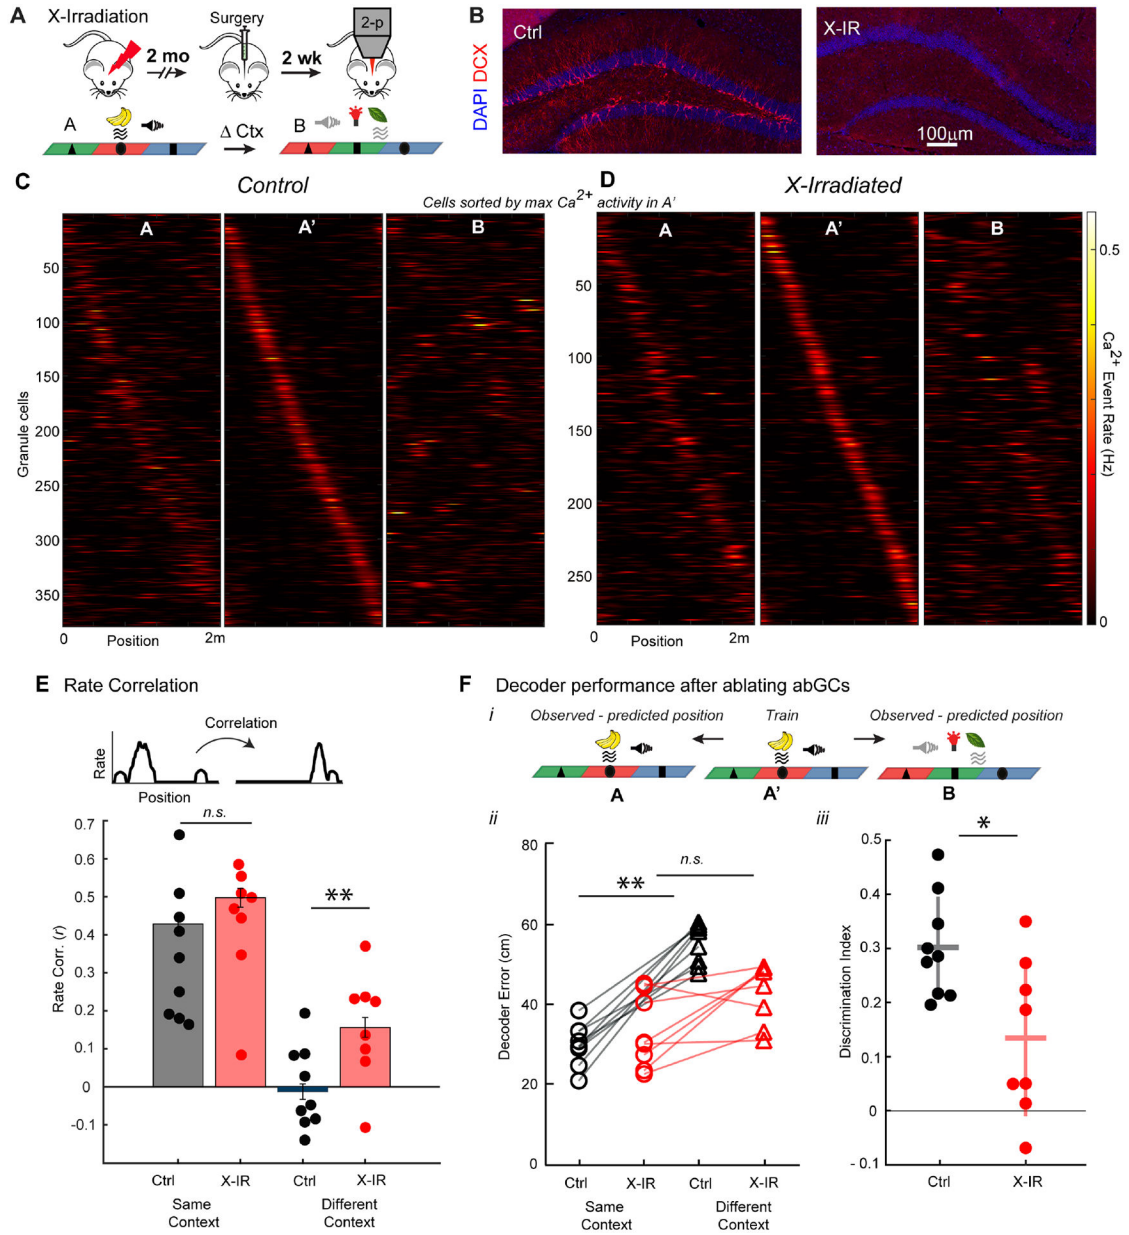 A X-Irradiation
Surgery
2-p
2 mo
2 wk
A
Δ Ctx
B
B
Ctrl
X-IR
DAPI DCX
100μm
C Control
D X-Irradiated
Cells sorted by max Ca2+ activity in A'
A A' B
A A' B
Granule cells
50
100
150
200
250
300
350
0 Position 2m
50
100
150
200
250
0 Position 2m
0.5
0
Ca2+ Event Rate (Hz)
E Rate Correlation
Correlation
Rate
Position
n.s.
**
Rate Corr. (r)
0.7
0.5
0.4
0.3
0.2
0.1
0
-0.1
Ctrl X-IR Ctrl X-IR
Same Context
Different Context
F Decoder performance after ablating abGCs
i
Observed - predicted position
Train
Observed - predicted position
A A' B
ii
n.s.
**
Decoder Error (cm)
80
60
40
20
0
Ctrl X-IR Ctrl X-IR
Same Context
Different Context
iii
*
Discrimination Index
0.5
0.4
0.3
0.2
0.1
0
- 0.1
Ctrl X-IR